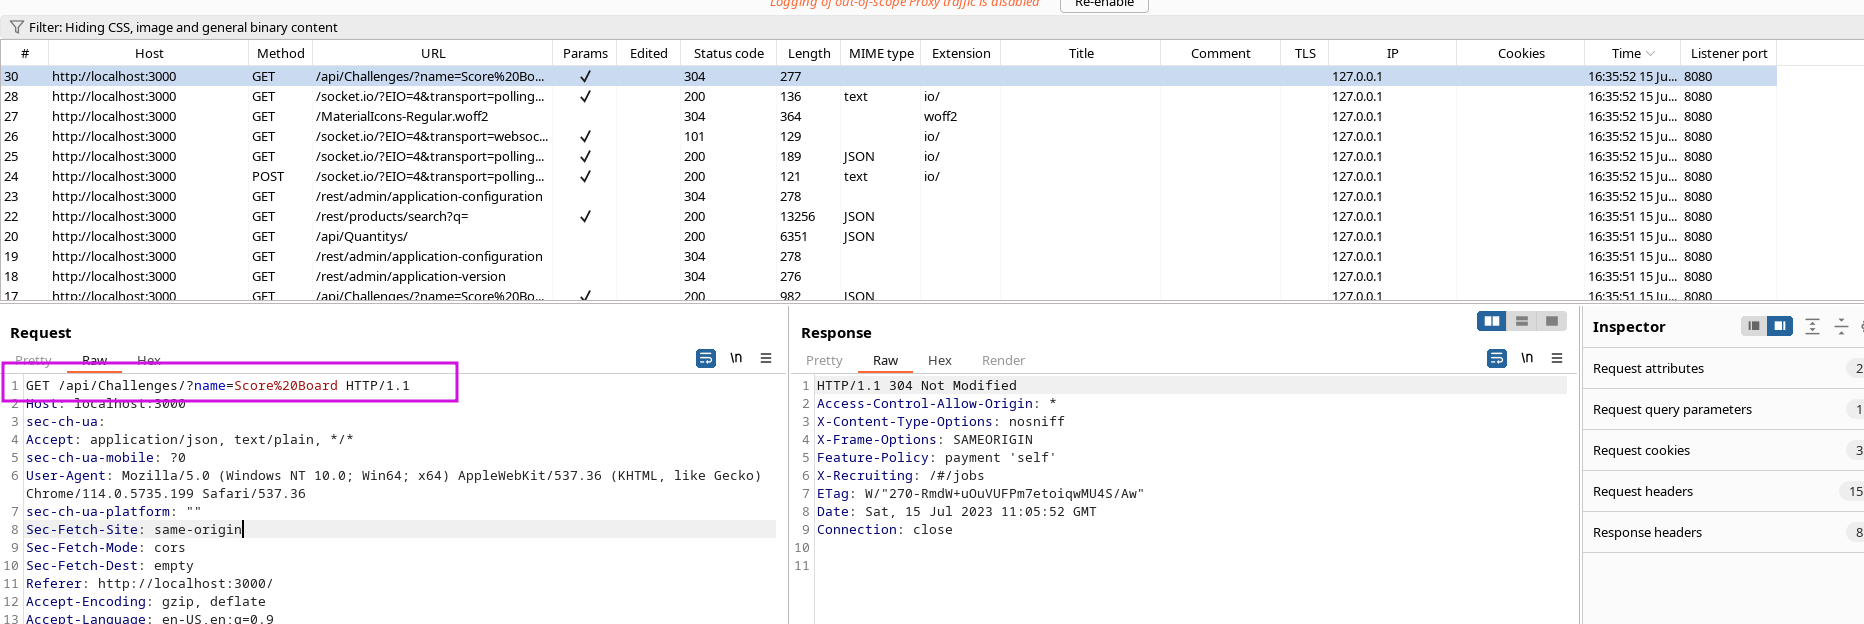 Logging of out-of-scope Proxy traffic is disabled Re-enable
Filter: Hiding CSS, image and general binary content
# Host Method URL Params Edited Status code Length MIME type Extension Title Comment TLS IP Cookies Time Listener port
30 http://localhost:3000 GET /api/Challenges/?name=Score%20Bo... ✓ 304 277 127.0.0.1 16:35:52 15 Ju... 8080
28 http://localhost:3000 GET /socket.io/?EIO=4&transport=polling... ✓ 200 136 text io/ 127.0.0.1 16:35:52 15 Ju... 8080
27 http://localhost:3000 GET /MaterialIcons-Regular.woff2 304 364 woff2 127.0.0.1 16:35:52 15 Ju... 8080
26 http://localhost:3000 GET /socket.io/?EIO=4&transport=websoc... ✓ 101 129 io/ 127.0.0.1 16:35:52 15 Ju... 8080
25 http://localhost:3000 GET /socket.io/?EIO=4&transport=polling... ✓ 200 189 JSON io/ 127.0.0.1 16:35:52 15 Ju... 8080
24 http://localhost:3000 POST /socket.io/?EIO=4&transport=polling... ✓ 200 121 text io/ 127.0.0.1 16:35:52 15 Ju... 8080
23 http://localhost:3000 GET /rest/admin/application-configuration 304 278 127.0.0.1 16:35:52 15 Ju... 8080
22 http://localhost:3000 GET /rest/products/search?q= ✓ 200 13256 JSON 127.0.0.1 16:35:51 15 Ju... 8080
20 http://localhost:3000 GET /api/Quantitys/ 200 6351 JSON 127.0.0.1 16:35:51 15 Ju... 8080
19 http://localhost:3000 GET /rest/admin/application-configuration 304 278 127.0.0.1 16:35:51 15 Ju... 8080
18 http://localhost:3000 GET /rest/admin/application-version 304 276 127.0.0.1 16:35:51 15 Ju... 8080
17 http://localhost:3000 GET /api/Challenges/?name=Score%20Bo... ✓ 200 982 JSON 127.0.0.1 16:35:51 15 Ju... 8080
Request
Pretty Raw Hex \n
1 GET /api/Challenges/?name=Score%20Board HTTP/1.1
2 Host: localhost:3000
3 sec-ch-ua:
4 Accept: application/json, text/plain, */*
5 sec-ch-ua-mobile: ?0
6 User-Agent: Mozilla/5.0 (Windows NT 10.0; Win64; x64) AppleWebKit/537.36 (KHTML, like Gecko)
Chrome/114.0.5735.199 Safari/537.36
7 sec-ch-ua-platform: ""
8 Sec-Fetch-Site: same-origin
9 Sec-Fetch-Mode: cors
10 Sec-Fetch-Dest: empty
11 Referer: http://localhost:3000/
12 Accept-Encoding: gzip, deflate
13 Accept-Language: en-US,en;q=0.9
Response
Pretty Raw Hex Render \n
1 HTTP/1.1 304 Not Modified
2 Access-Control-Allow-Origin: *
3 X-Content-Type-Options: nosniff
4 X-Frame-Options: SAMEORIGIN
5 Feature-Policy: payment 'self'
6 X-Recruiting: /#/jobs
7 ETag: W/"270-RmdW+uOuVUFPm7etoiqwMU4S/Aw"
8 Date: Sat, 15 Jul 2023 11:05:52 GMT
9 Connection: close
10
11
Inspector
Request attributes 2
Request query parameters 1
Request cookies 3
Request headers 15
Response headers 8